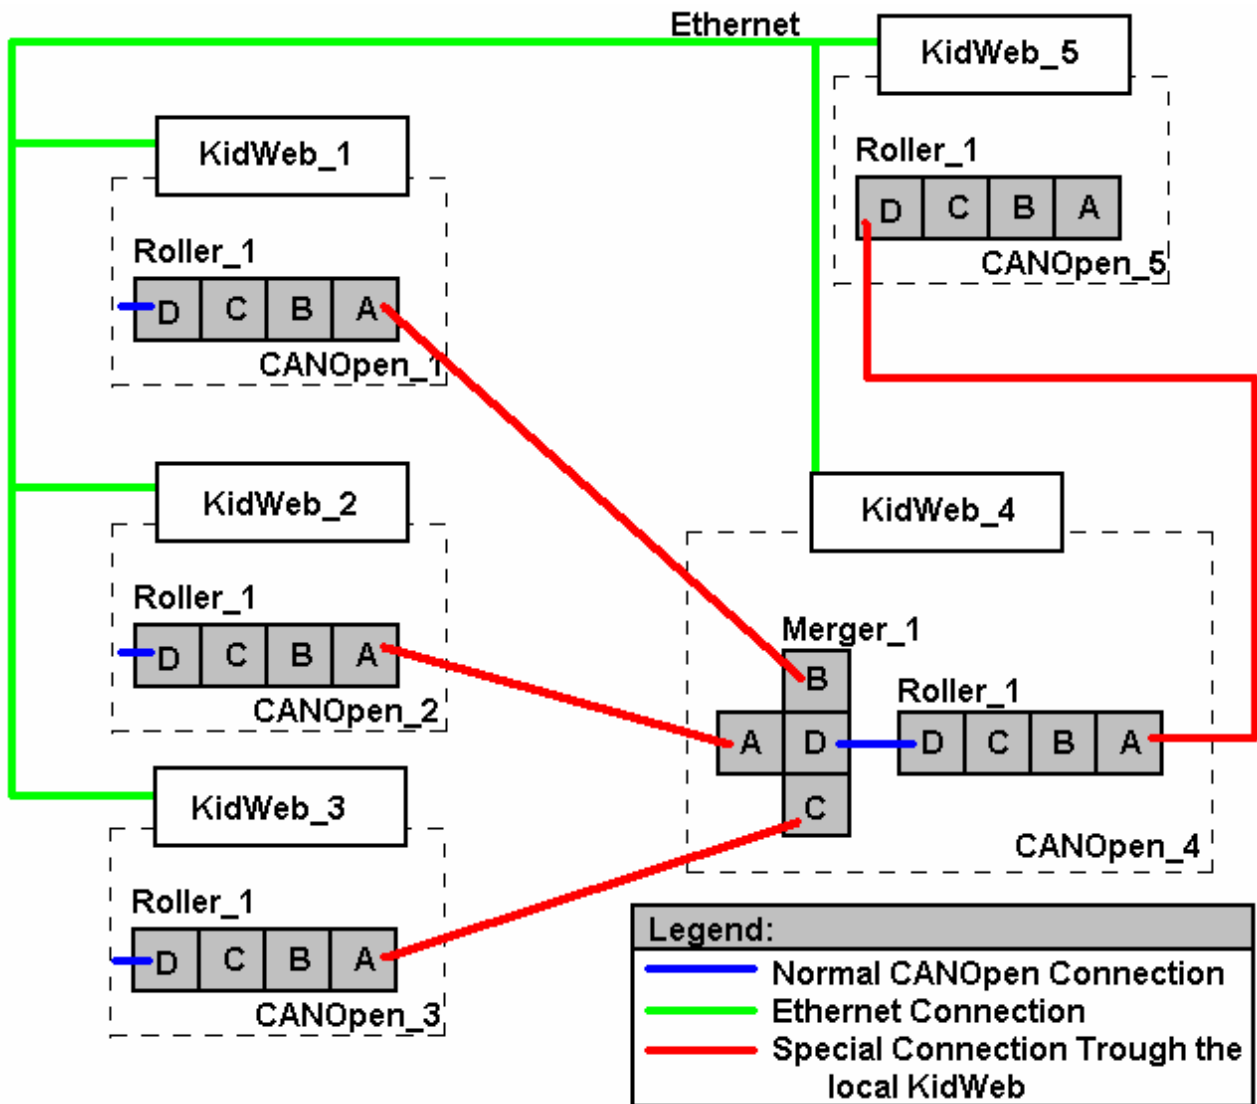 Ethernet
KidWeb_5
Roller_1
D C B A
CANOpen_5
KidWeb_1
Roller_1
D C B A
CANOpen_1
KidWeb_2
Roller_1
D C B A
CANOpen_2
KidWeb_4
Merger_1
B
A D
C
Roller_1
D C B A
CANOpen_4
KidWeb_3
Roller_1
D C B A
CANOpen_3
Legend:
Normal CANOpen Connection
Ethernet Connection
Special Connection Trough the
local KidWeb